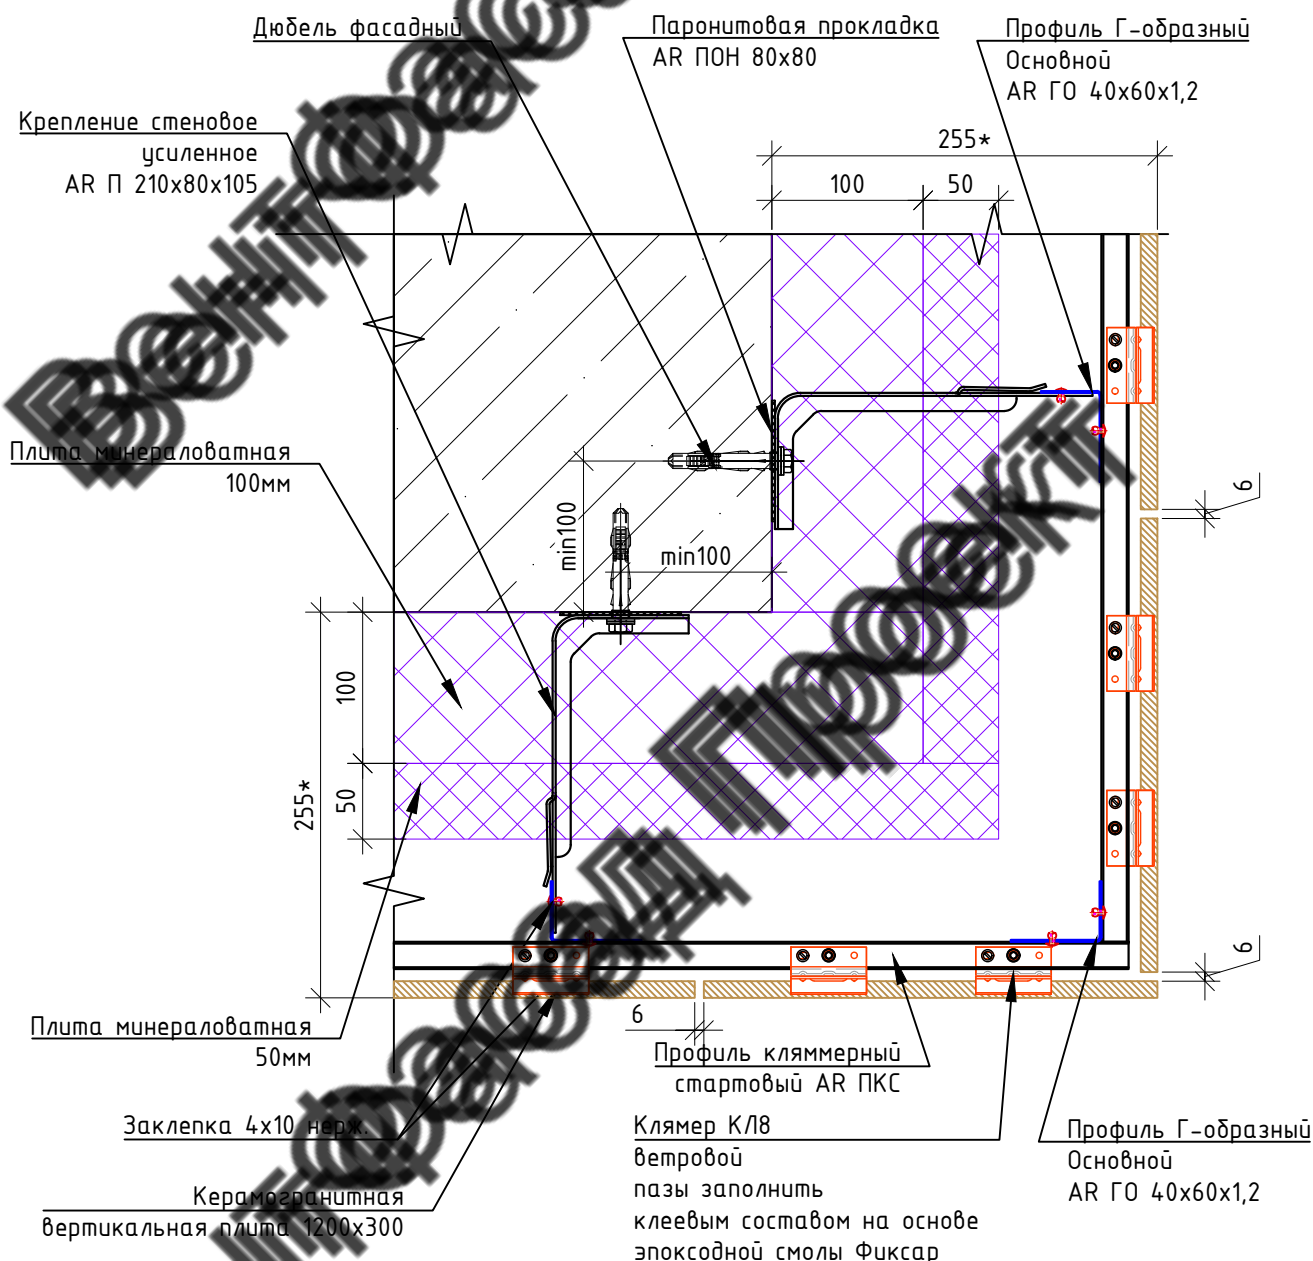 Дюбель фасадный
Паронитовая прокладка
AR ПОН 80х80
Профиль Г-образный
Основной
AR ГО 40х60х1,2
Крепление стеновое
усиленное
AR П 210х80х105
255*
100
50
Плита минераловатная
100мм
6
min100
min100
100
50
255*
6
6
Плита минераловатная
50мм
Профиль кляммерный
стартовый AR ПКС
Заклепка 4х10 нерж.
Клямер КЛ8
ветровой
пазы заполнить
клеевым составом на основе
эпоксодной смолы Фиксар
Профиль Г-образный
Основной
AR ГО 40х60х1,2
Керамогранитная
вертикальная плита 1200х300